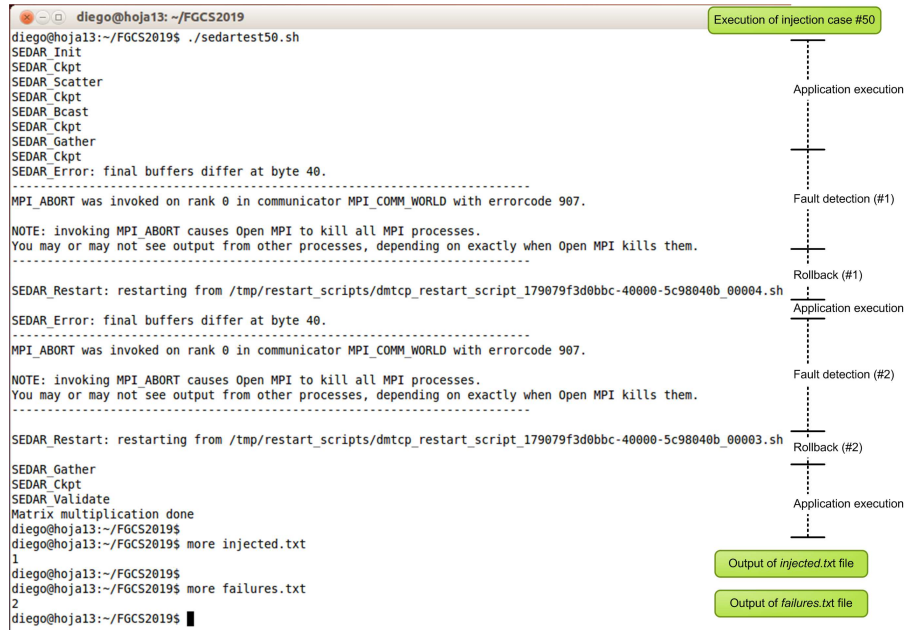 diego@hoja13: ~/FGCS2019
Execution of injection case #50
diego@hoja13:~/FGCS2019$ ./sedartest50.sh
SEDAR_Init
SEDAR_Ckpt
SEDAR_Scatter
SEDAR_Ckpt
Application execution
SEDAR_Bcast
SEDAR_Ckpt
SEDAR_Gather
SEDAR_Ckpt
SEDAR_Error: final buffers differ at byte 40.
--------------------------------------------------------------------------
MPI_ABORT was invoked on rank 0 in communicator MPI_COMM_WORLD with errorcode 907.
Fault detection (#1)
NOTE: invoking MPI_ABORT causes Open MPI to kill all MPI processes.
You may or may not see output from other processes, depending on exactly when Open MPI kills them.
--------------------------------------------------------------------------
Rollback (#1)
SEDAR_Restart: restarting from /tmp/restart_scripts/dmtcp_restart_script_179079f3d0bbc-40000-5c98040b_00004.sh
Application execution
SEDAR_Error: final buffers differ at byte 40.
--------------------------------------------------------------------------
MPI_ABORT was invoked on rank 0 in communicator MPI_COMM_WORLD with errorcode 907.
Fault detection (#2)
NOTE: invoking MPI_ABORT causes Open MPI to kill all MPI processes.
You may or may not see output from other processes, depending on exactly when Open MPI kills them.
--------------------------------------------------------------------------
SEDAR_Restart: restarting from /tmp/restart_scripts/dmtcp_restart_script_179079f3d0bbc-40000-5c98040b_00003.sh
Rollback (#2)
SEDAR_Gather
SEDAR_Ckpt
SEDAR_Validate
Application execution
Matrix multiplication done
diego@hoja13:~/FGCS2019$
diego@hoja13:~/FGCS2019$ more injected.txt
1
Output of injected.txt file
diego@hoja13:~/FGCS2019$
diego@hoja13:~/FGCS2019$ more failures.txt
2
Output of failures.txt file
diego@hoja13:~/FGCS2019$